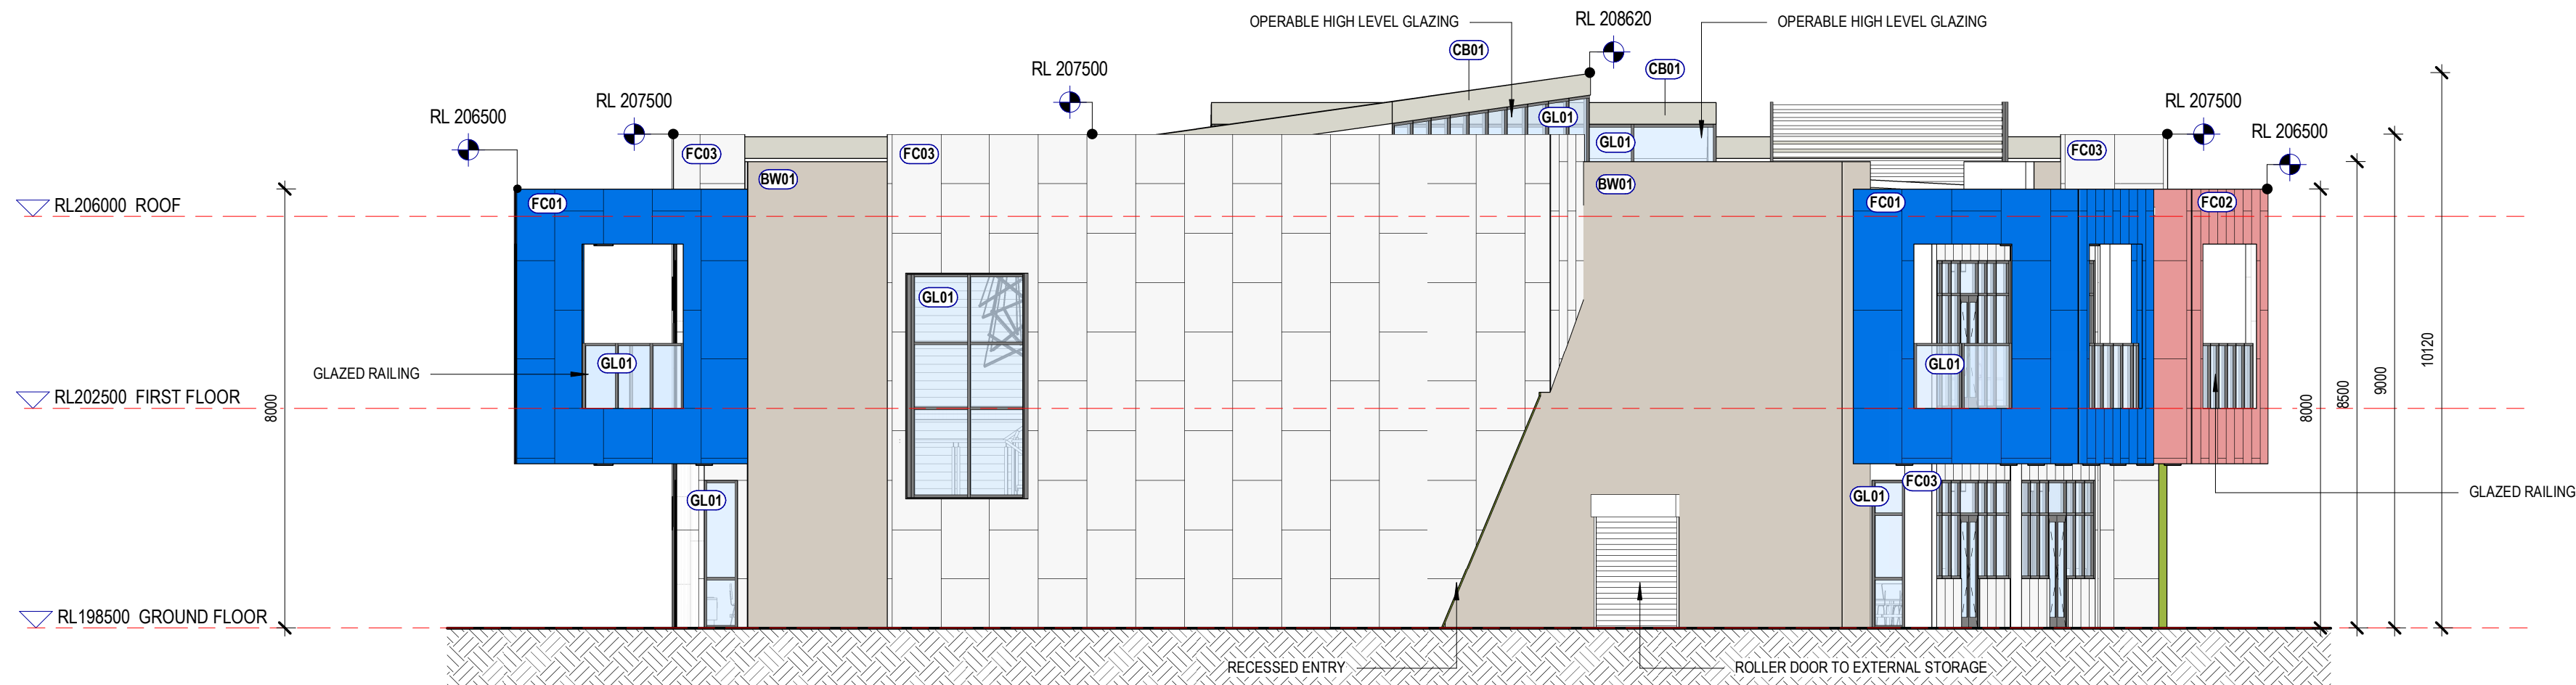 OPERABLE HIGH LEVEL GLAZING
RL 208620
OPERABLE HIGH LEVEL GLAZING
CB01
CB01
RL 207500
RL 207500
RL 206500
RL 207500
RL 206500
GL01
GL01
FC03
FC03
FC03
BW01
BW01
RL206000 ROOF
FC01
FC01
FC02
GL01
GLAZED RAILING
GL01
GL01
RL202500 FIRST FLOOR
8000
8000
8500
9000
10120
GL01
GL01
FC03
GLAZED RAILING
RL198500 GROUND FLOOR
RECESSED ENTRY
ROLLER DOOR TO EXTERNAL STORAGE